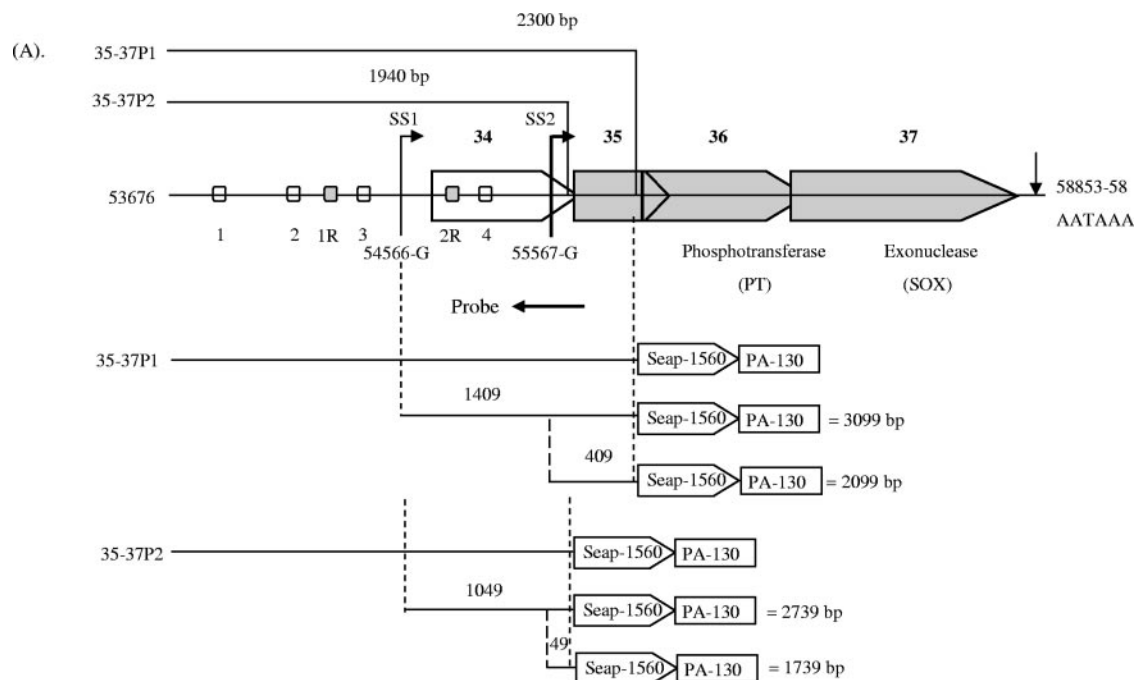 2300 bp
(A).
35-37P1
1940 bp
35-37P2
SS1
34
SS2
35
36
37
53676
58853-58
AATAAA
1
2
1R
3
2R
4
54566-G
55567-G
Phosphotransferase
(PT)
Exonuclease
(SOX)
Probe
35-37P1
Seap-1560
PA-130
1409
Seap-1560
PA-130
= 3099 bp
409
Seap-1560
PA-130
= 2099 bp
35-37P2
Seap-1560
PA-130
1049
Seap-1560
PA-130
= 2739 bp
49
Seap-1560
PA-130
= 1739 bp